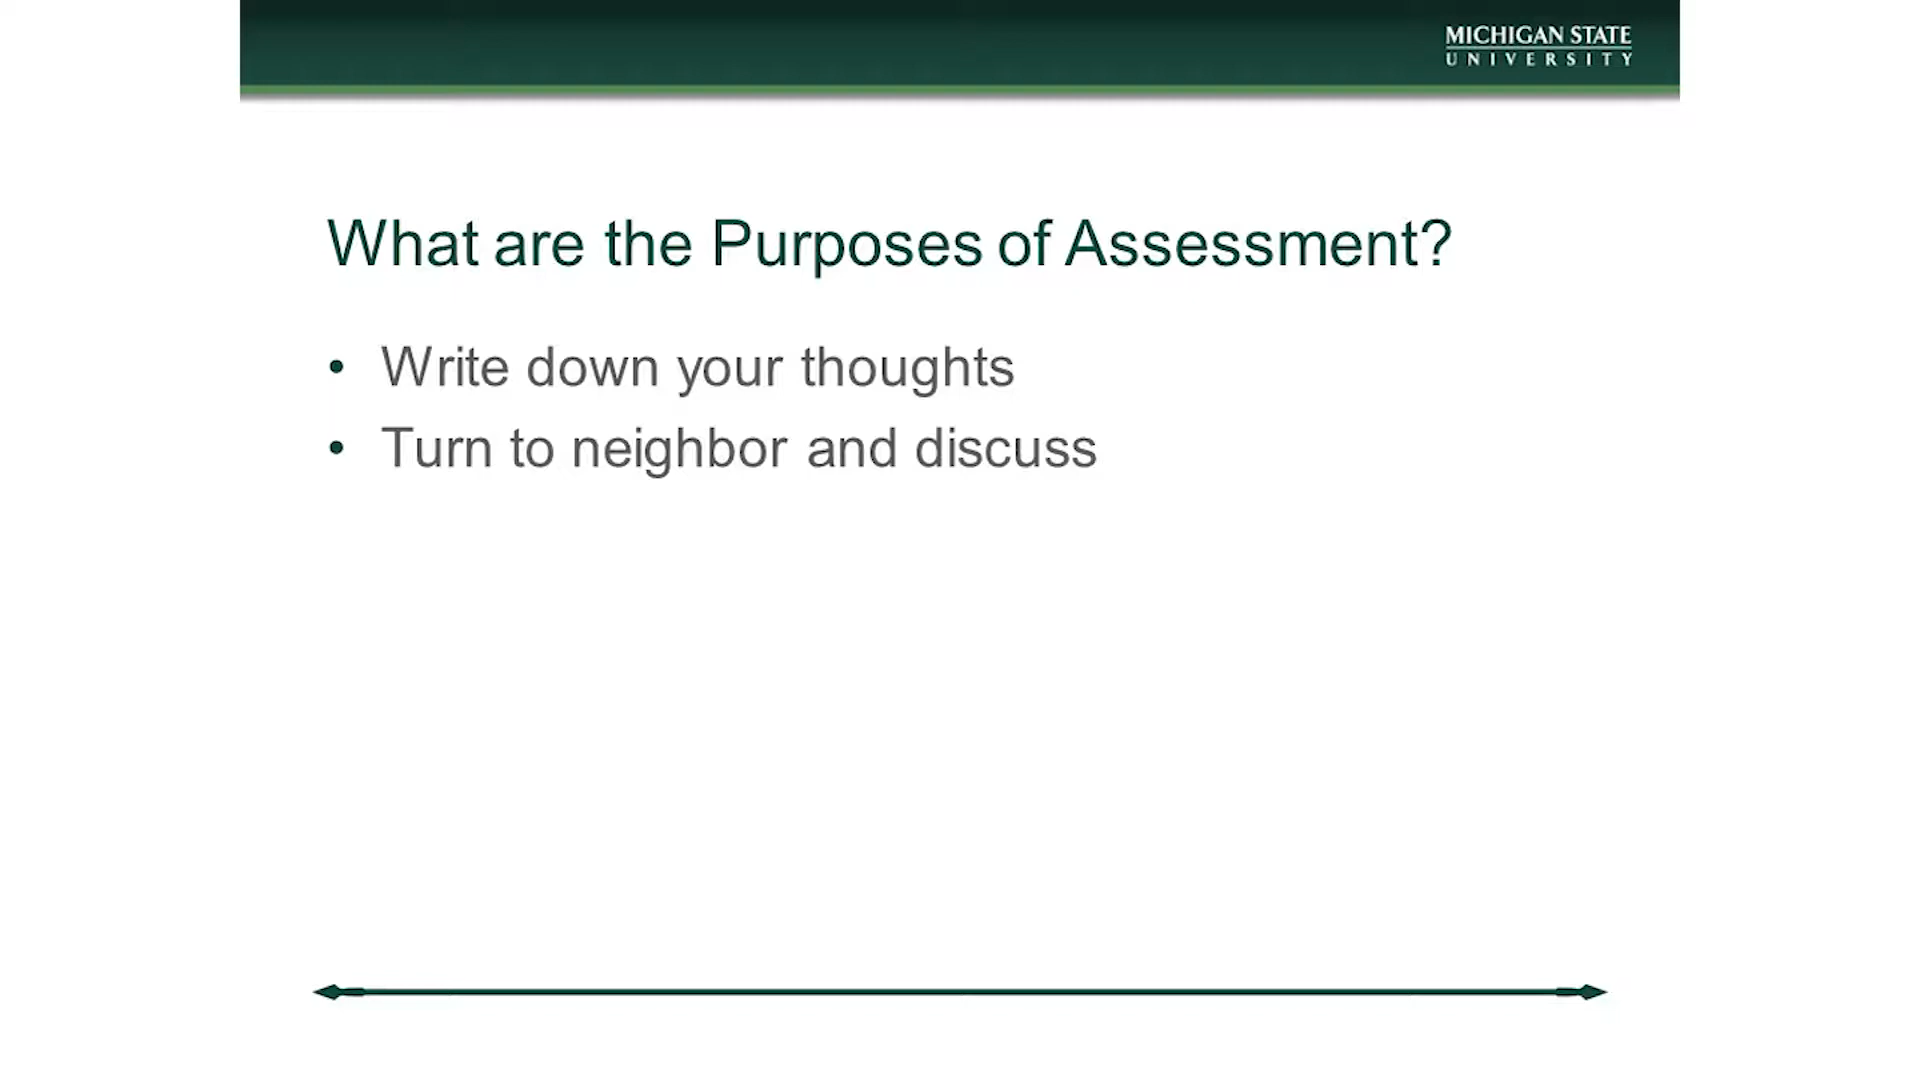 MICHIGAN STATE
UNIVERSITY
What are the Purposes of Assessment?
• Write down your thoughts
• Turn to neighbor and discuss